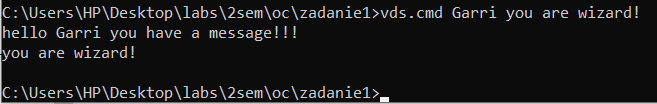 C:\Users\HP\Desktop\labs\2sem\oc\zadanie1>vds.cmd Garri you are wizard!
hello Garri you have a message!!!
you are wizard!
C:\Users\HP\Desktop\labs\2sem\oc\zadanie1>